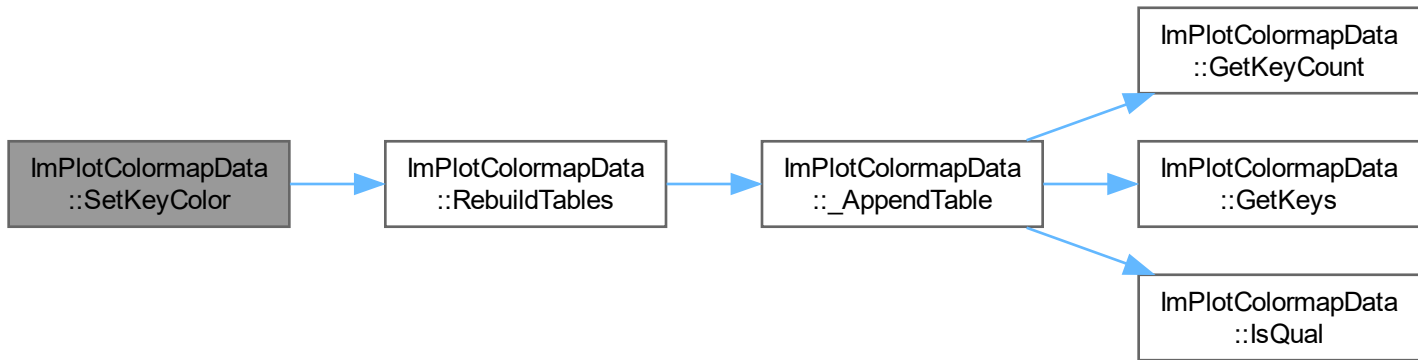 ImPlotColormapData
::SetKeyColor
ImPlotColormapData
::RebuildTables
ImPlotColormapData
::_AppendTable
ImPlotColormapData
::GetKeyCount
ImPlotColormapData
::GetKeys
ImPlotColormapData
::IsQual